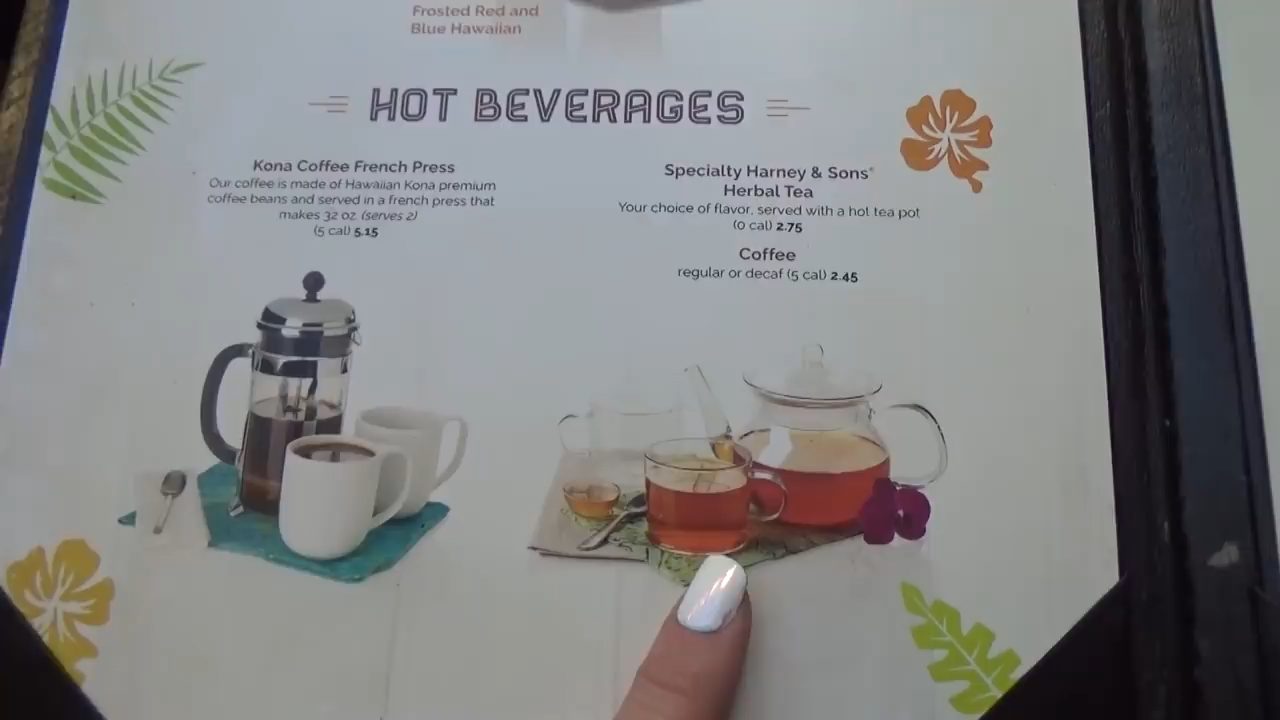 Frosted Red and
Blue Hawaiian
HOT BEVERAGES
Kona Coffee French Press
Our coffee is made of Hawaiian Kona premium
coffee beans and served in a french press that
makes 32 oz. (serves 2)
(5 cal) 5.15
Specialty Harney & Sons®
Herbal Tea
Your choice of flavor, served with a hot tea pot
(0 cal) 2.75
Coffee
regular or decaf (5 cal) 2.45